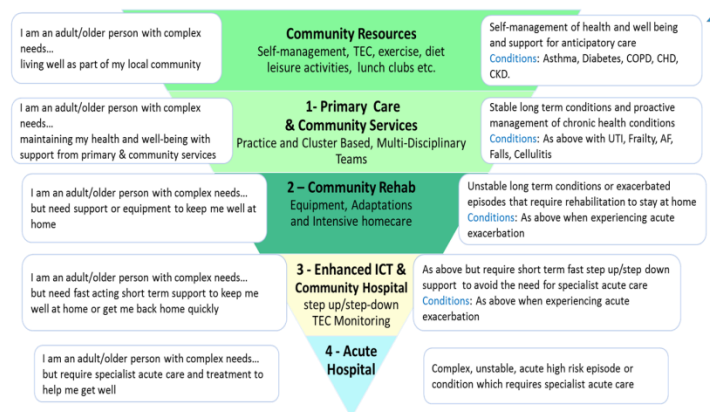 I am an adult/older person with complex
needs...
living well as part of my local community
Community Resources
Self-management, TEC, exercise, diet
leisure activities, lunch clubs etc.
Self-management of health and well being
and support for anticipatory care
Conditions: Asthma, Diabetes, COPD, CHD,
CKD.
I am an adult/older person with complex
needs...
maintaining my health and well-being with
support from primary & community services
1- Primary Care
& Community Services
Practice and Cluster Based, Multi-Disciplinary
Teams
Stable long term conditions and proactive
management of chronic health conditions
Conditions: As above with UTI, Frailty, AF,
Falls, Cellulitis
I am an adult/older person with complex needs...
but need support or equipment to keep me well at
home
2 – Community Rehab
Equipment, Adaptations
and Intensive homecare
Unstable long term conditions or exacerbated
episodes that require rehabilitation to stay at home
Conditions: As above when experiencing acute
exacerbation
I am an adult/older person with complex needs...
but need fast acting short term support to keep me
well at home or get me back home quickly
3 - Enhanced ICT &
Community Hospital
step up/step-down
TEC Monitoring
As above but require short term fast step up/step down
support to avoid the need for specialist acute care
Conditions: As above when experiencing acute
exacerbation
I am an adult/older person with complex needs...
but require specialist acute care and treatment to
help me get well
4 - Acute
Hospital
Complex, unstable, acute high risk episode or
condition which requires specialist acute care